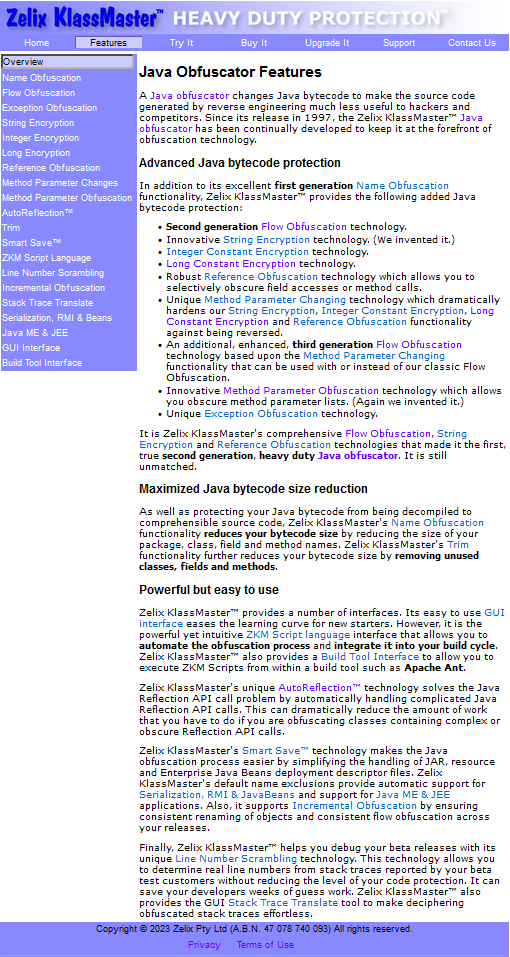 Zelix KlassMaster™ HEAVY DUTY PROTECTION™
Home Features Try It Buy It Upgrade It Support Contact Us
Overview
Name Obfuscation
Flow Obfuscation
Exception Obfuscation
String Encryption
Integer Encryption
Long Encryption
Reference Obfuscation
Method Parameter Changes
Method Parameter Obfuscation
AutoReflection™
Trim
Smart Save™
ZKM Script Language
Line Number Scrambling
Incremental Obfuscation
Stack Trace Translate
Serialization, RMI & Beans
Java ME & JEE
GUI Interface
Build Tool Interface
Java Obfuscator Features
A Java obfuscator changes Java bytecode to make the source code
generated by reverse engineering much less useful to hackers and
competitors. Since its release in 1997, the Zelix KlassMaster™ Java
obfuscator has been continually developed to keep it at the forefront of
obfuscation technology.
Advanced Java bytecode protection
In addition to its excellent first generation Name Obfuscation
functionality, Zelix KlassMaster™ provides the following added Java
bytecode protection:
• Second generation Flow Obfuscation technology.
• Innovative String Encryption technology. (We invented it.)
• Integer Constant Encryption technology.
• Long Constant Encryption technology.
• Robust Reference Obfuscation technology which allows you to
selectively obscure field accesses or method calls.
• Unique Method Parameter Changing technology which dramatically
hardens our String Encryption, Integer Constant Encryption, Long
Constant Encryption and Reference Obfuscation functionality
against being reversed.
• An additional, enhanced, third generation Flow Obfuscation
technology based upon the Method Parameter Changing
functionality that can be used with or instead of our classic Flow
Obfuscation.
• Innovative Method Parameter Obfuscation technology which allows
you obscure method parameter lists. (Again we invented it.)
• Unique Exception Obfuscation technology.
It is Zelix KlassMaster's comprehensive Flow Obfuscation, String
Encryption and Reference Obfuscation technologies that made it the first,
true second generation, heavy duty Java obfuscator. It is still
unmatched.
Maximized Java bytecode size reduction
As well as protecting your Java bytecode from being decompiled to
comprehensible source code, Zelix KlassMaster's Name Obfuscation
functionality reduces your bytecode size by reducing the size of your
package, class, field and method names. Zelix KlassMaster's Trim
functionality further reduces your bytecode size by removing unused
classes, fields and methods.
Powerful but easy to use
Zelix KlassMaster™ provides a number of interfaces. Its easy to use GUI
interface eases the learning curve for new starters. However, it is the
powerful yet intuitive ZKM Script language interface that allows you to
automate the obfuscation process and integrate it into your build cycle.
Zelix KlassMaster™ also provides a Build Tool Interface to allow you to
execute ZKM Scripts from within a build tool such as Apache Ant.
Zelix KlassMaster's unique AutoReflection™ technology solves the Java
Reflection API call problem by automatically handling complicated Java
Reflection API calls. This can dramatically reduce the amount of work
that you have to do if you are obfuscating classes containing complex or
obscure Reflection API calls.
Zelix KlassMaster's Smart Save™ technology makes the Java
obfuscation process easier by simplifying the handling of JAR, resource
and Enterprise Java Beans deployment descriptor files. Zelix
KlassMaster's default name exclusions provide automatic support for
Serialization, RMI & JavaBeans and support for Java ME & JEE
applications. Also, it supports Incremental Obfuscation by ensuring
consistent renaming of objects and consistent flow obfuscation across
your releases.
Finally, Zelix KlassMaster™ helps you debug your beta releases with its
unique Line Number Scrambling technology. This technology allows you
to determine real line numbers from stack traces reported by your beta
test customers without reducing the level of your code protection. It can
save your developers weeks of guess work. Zelix KlassMaster™ also
provides the GUI Stack Trace Translate tool to make deciphering
obfuscated stack traces effortless.
Copyright © 2023 Zelix Pty Ltd (A.B.N. 47 078 740 093) All rights reserved.
Privacy Terms of Use